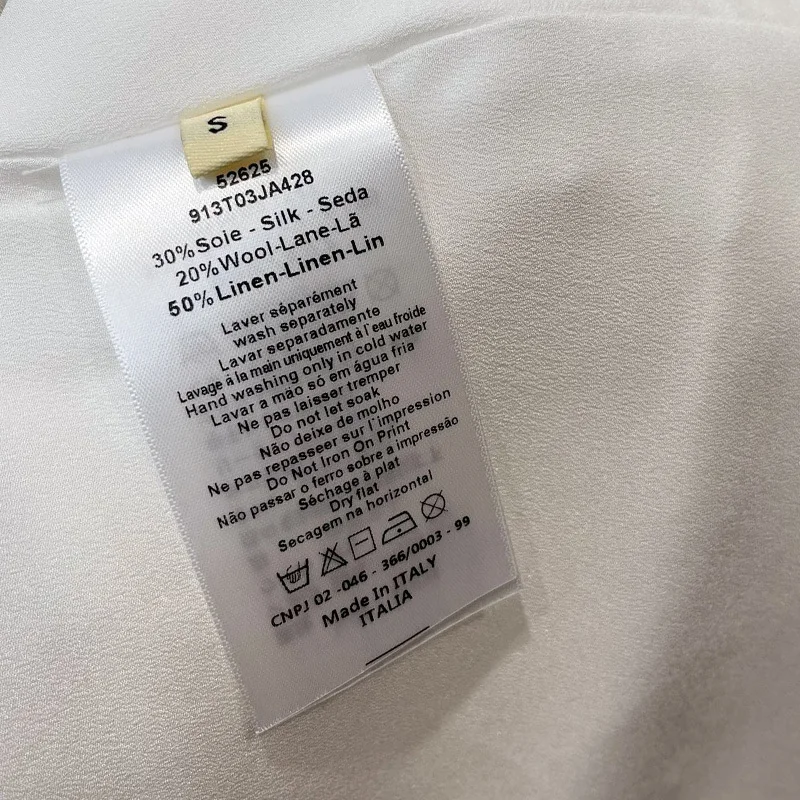 S
52625
913T03JA428
30%Soie - Silk - Seda
20%Wool-Lane-Lã
50%Linen-Linen-Lin
Laver séparément
wash separately
Lavar separadamente
Lavage à la main uniquement à l'eau froide
Hand washing only in cold water
Lavar a mão só em água fria
Ne pas laisser tremper
Do not let soak
Não deixe de molho
Ne pas repasser sur l'impression
Do Not Iron On Print
Não passar o ferro sobre a impressão
Séchage à plat
Dry flat
Secagem na horizontal
CNPJ 02 -046 - 366/0003 - 99
Made In ITALY
ITALIA